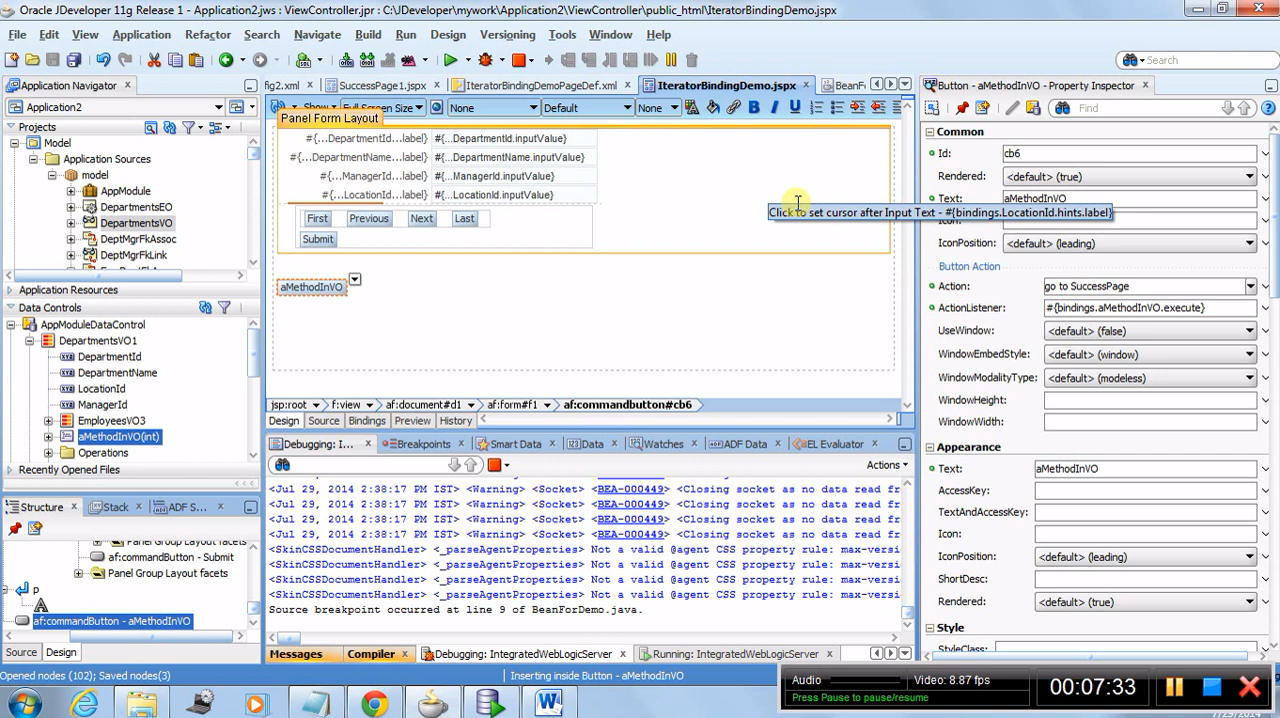 Oracle JDeveloper 11g Release 1 - Application2.jws : ViewController.jpr : C:\JDeveloper\mywork\Application2\ViewController\public_html\IteratorBindingDemo.jspx
File Edit View Application Refactor Search Navigate Build Run Design Versioning Tools Window Help
Search
Application Navigator
Application2
Projects
Model
Application Sources
model
AppModule
DepartmentsEO
DepartmentsVO
DeptMgrFkAssoc
DeptMgrFkLink
Application Resources
Data Controls
AppModuleDataControl
DepartmentsVO1
DepartmentId
DepartmentName
LocationId
ManagerId
EmployeesVO3
aMethodInVO(int)
Operations
Recently Opened Files
Structure Stack ADF S...
Panel Group Layout facets
af:commandButton - Submit
Panel Group Layout facets
p
af:commandButton - aMethodInVO
Source Design
fig2.xml SuccessPage1.jspx IteratorBindingDemoPageDef.xml IteratorBindingDemo.jspx BeanF
Show Full Screen Size None Default None
Panel Form Layout
#{...DepartmentId...label} #{...DepartmentId.inputValue}
#{...DepartmentName...label} #{...DepartmentName.inputValue}
#{...ManagerId...label} #{...ManagerId.inputValue}
#{...LocationId...label} #{...LocationId.inputValue}
First Previous Next Last
Submit
aMethodInVO
Click to set cursor after Input Text - #{bindings.LocationId.hints.label}
jsp:root f:view af:document#d1 af:form#f1 af:commandbutton#cb6
Design Source Bindings Preview History
Debugging: I... Breakpoints Smart Data Data Watches ADF Data EL Evaluator
Actions
<Jul 29, 2014 2:38:17 PM IST> <Warning> <Socket> <BEA-000449> <Closing socket as no data read fr
<Jul 29, 2014 2:38:17 PM IST> <Warning> <Socket> <BEA-000449> <Closing socket as no data read fr
<Jul 29, 2014 2:38:17 PM IST> <Warning> <Socket> <BEA-000449> <Closing socket as no data read fr
<Jul 29, 2014 2:38:17 PM IST> <Warning> <Socket> <BEA-000449> <Closing socket as no data read fr
<SkinCSSDocumentHandler> <_parseAgentProperties> Not a valid @agent CSS property rule: max-versi
<SkinCSSDocumentHandler> <_parseAgentProperties> Not a valid @agent CSS property rule: max-versi
<SkinCSSDocumentHandler> <_parseAgentProperties> Not a valid @agent CSS property rule: max-versi
<SkinCSSDocumentHandler> <_parseAgentProperties> Not a valid @agent CSS property rule: max-versi
Source breakpoint occurred at line 9 of BeanForDemo.java.
Messages Compiler Debugging: IntegratedWebLogicServer Running: IntegratedWebLogicServer
Button - aMethodInVO - Property Inspector
Find
Common
Id: cb6
Rendered: <default> (true)
Text: aMethodInVO
IconPosition: <default> (leading)
Button Action
Action: go to SuccessPage
ActionListener: #{bindings.aMethodInVO.execute}
UseWindow: <default> (false)
WindowEmbedStyle: <default> (window)
WindowModalityType: <default> (modeless)
WindowHeight:
WindowWidth:
Appearance
Text: aMethodInVO
AccessKey:
TextAndAccessKey:
Icon:
IconPosition: <default> (leading)
ShortDesc:
Rendered: <default> (true)
Style
StyleClass:
Opened nodes (102); Saved nodes(3)
Inserting inside Button - aMethodInVO
Audio Video: 8.87 fps
Press Pause to pause/resume
00:07:33